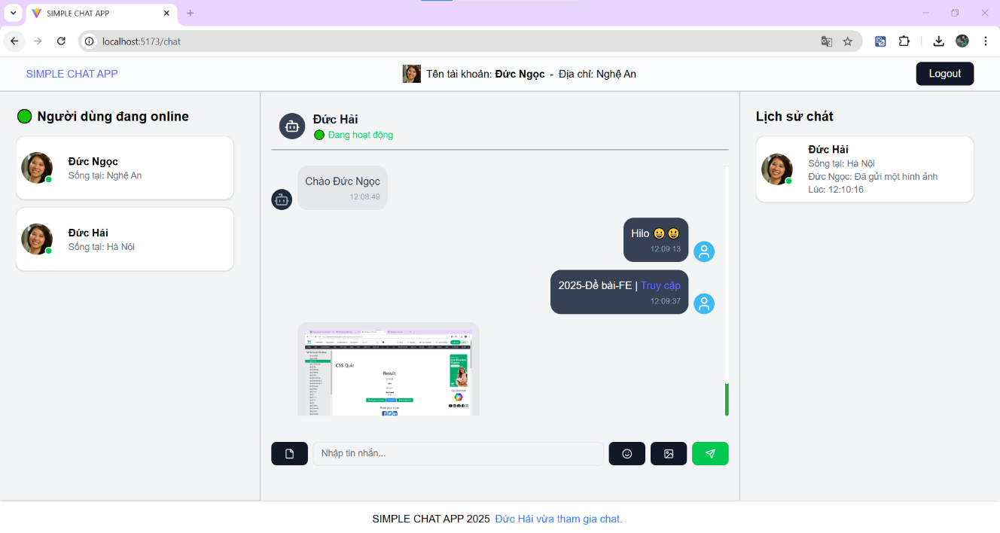 SIMPLE CHAT APP
localhost:5173/chat
SIMPLE CHAT APP
Tên tài khoản: Đức Ngọc - Địa chỉ: Nghệ An
Logout
Người dùng đang online
Đức Ngọc
Sống tại: Nghệ An
Đức Hải
Sống tại: Hà Nội
Đức Hải
Đang hoạt động
Chào Đức Ngọc
12:08:49
Hilo 😀 😃
12:09:13
2025-Đề bài-FE | Truy cập
12:09:37
CSS Quiz
Result:
Nhập tin nhắn...
Lịch sử chát
Đức Hải
Sống tại: Hà Nội
Đức Ngọc: Đã gửi một hình ảnh
Lúc: 12:10:16
SIMPLE CHAT APP 2025 Đức Hải vừa tham gia chat.